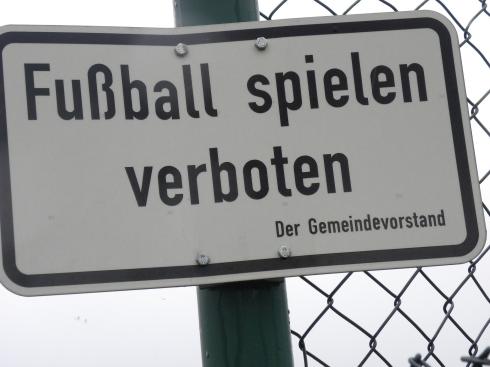 Fußball spielen
verboten
Der Gemeindevorstand